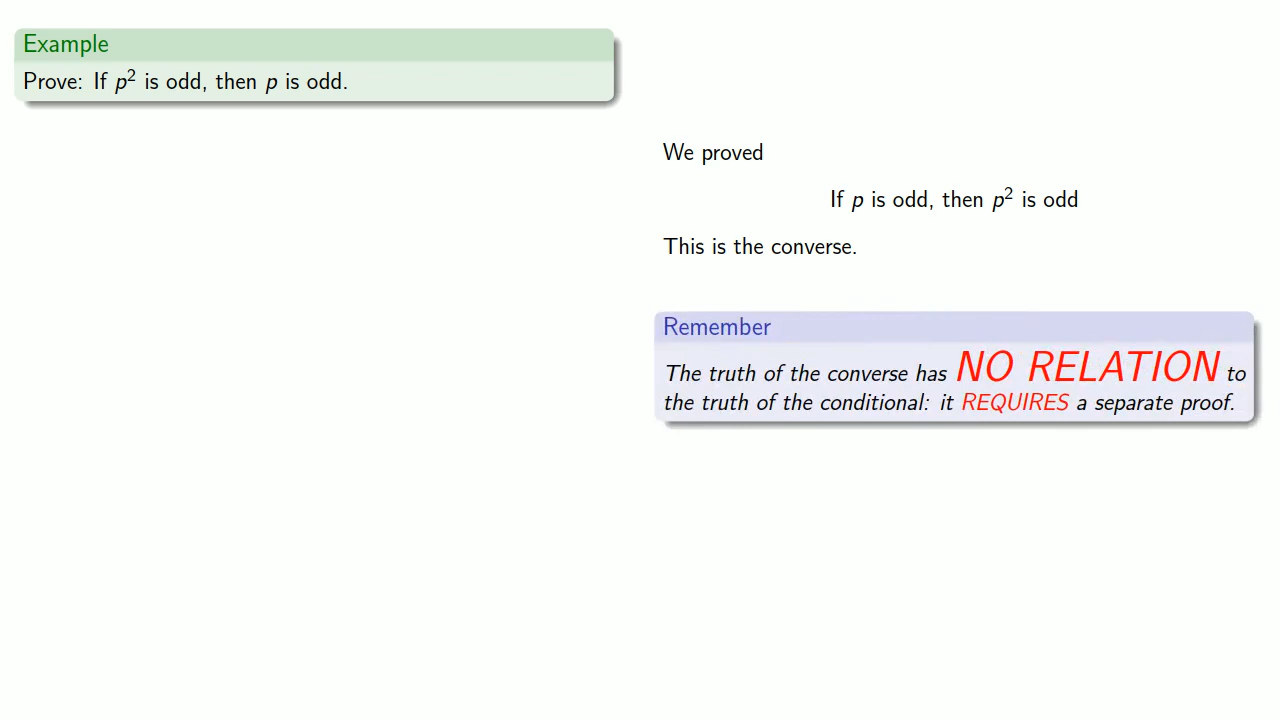 Example
Prove: If p² is odd, then p is odd.
We proved
If p is odd, then p² is odd
This is the converse.
Remember
The truth of the converse has NO RELATION to
the truth of the conditional: it REQUIRES a separate proof.